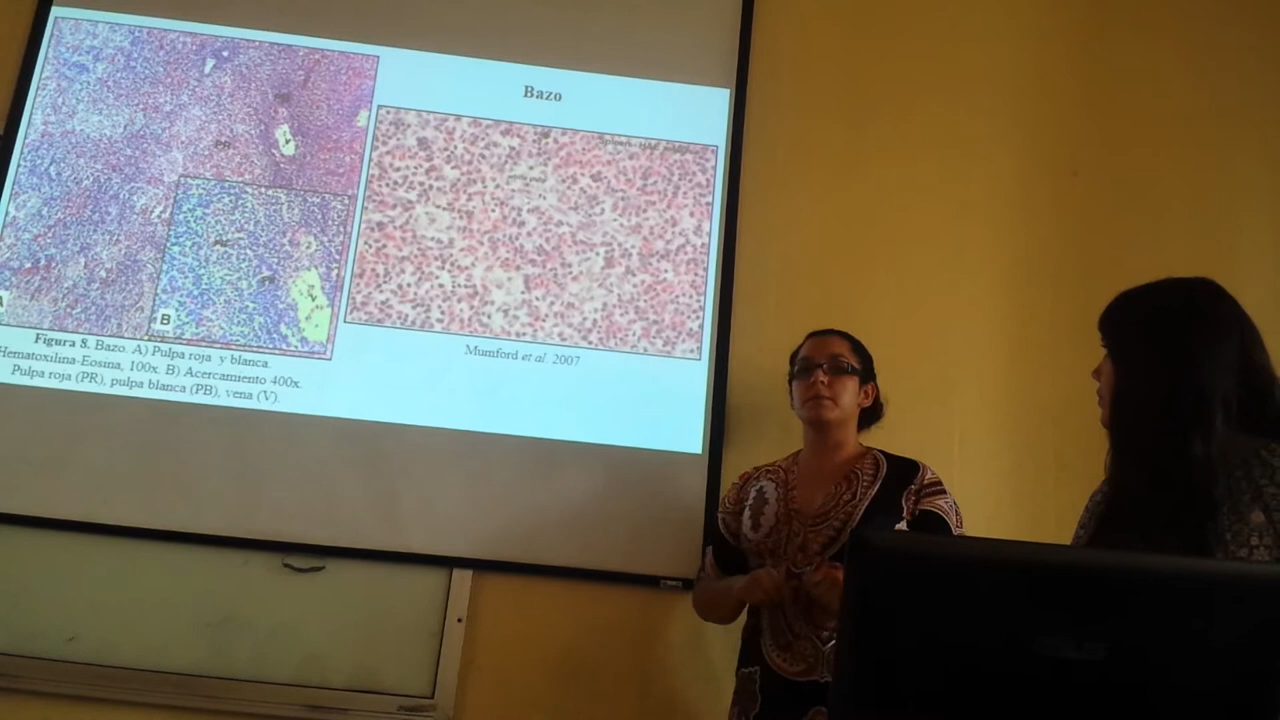 Bazo
PR
V
B
A
Figura 8. Bazo. A) Pulpa roja y blanca.
Hematoxilina-Eosina, 100x. B) Acercamiento 400x.
Pulpa roja (PR), pulpa blanca (PB), vena (V).
Mumford et al. 2007